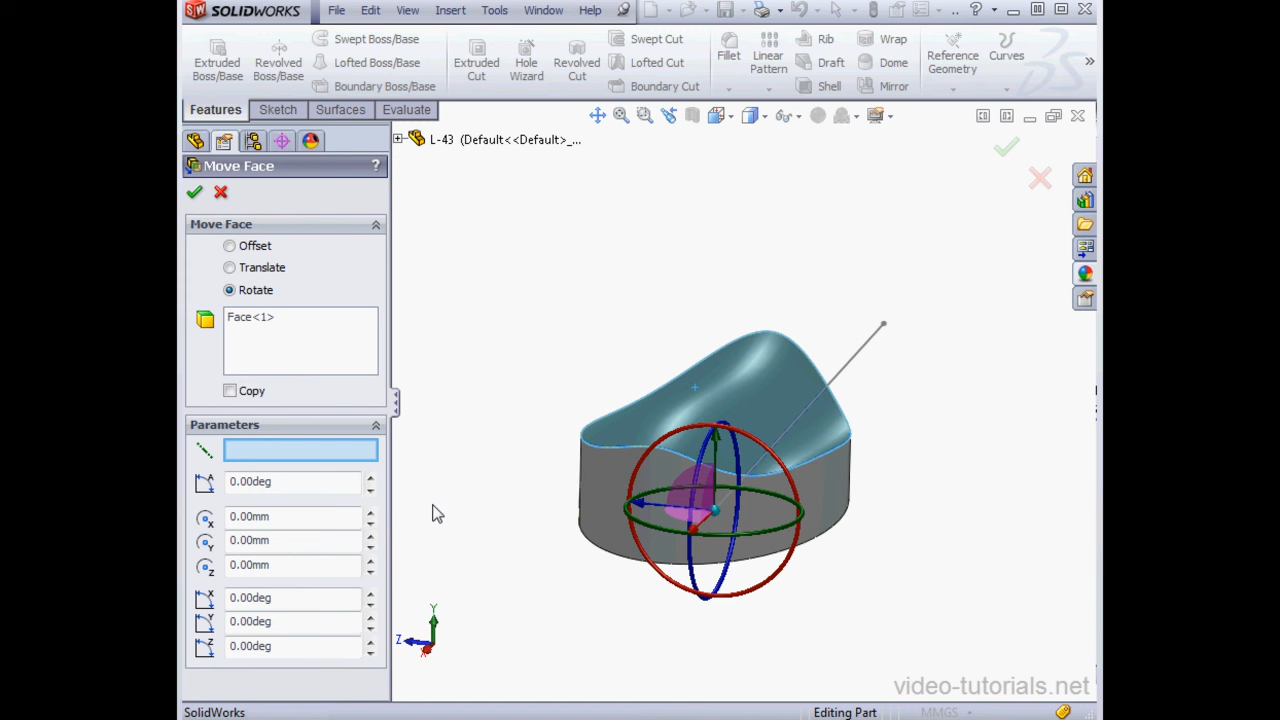 SOLIDWORKS File Edit View Insert Tools Window Help
Extruded Boss/Base
Revolved Boss/Base
Swept Boss/Base
Lofted Boss/Base
Boundary Boss/Base
Extruded Cut
Hole Wizard
Revolved Cut
Swept Cut
Lofted Cut
Boundary Cut
Fillet
Linear Pattern
Rib
Draft
Shell
Wrap
Dome
Mirror
Reference Geometry
Curves
Features Sketch Surfaces Evaluate
L-43 (Default<<Default>_...
Move Face ?
Move Face
Offset
Translate
Rotate
Face<1>
Copy
Parameters
0.00deg
0.00mm
0.00mm
0.00mm
0.00deg
0.00deg
0.00deg
Y
Z
X
video-tutorials.net
SolidWorks Editing Part MMGS